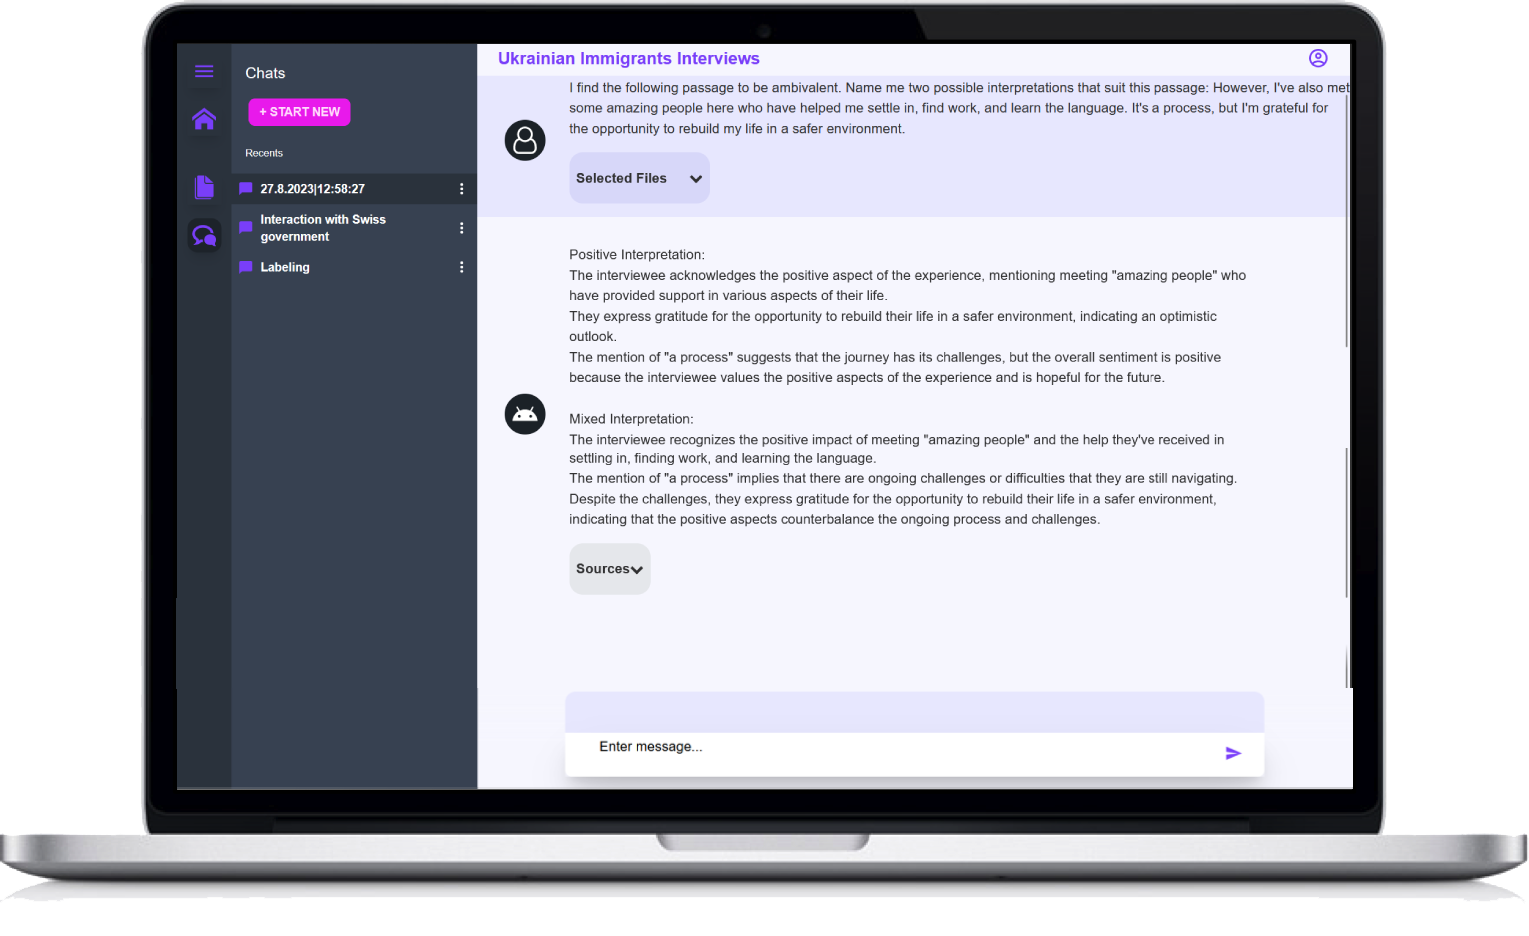 Ukrainian Immigrants Interviews
Chats
+ START NEW
Recents
27.8.2023|12:58:27
Interaction with Swiss
government
Labeling
I find the following passage to be ambivalent. Name me two possible interpretations that suit this passage: However, I've also met
some amazing people here who have helped me settle in, find work, and learn the language. It's a process, but I'm grateful for
the opportunity to rebuild my life in a safer environment.
Selected Files
Positive Interpretation:
The interviewee acknowledges the positive aspect of the experience, mentioning meeting "amazing people" who
have provided support in various aspects of their life.
They express gratitude for the opportunity to rebuild their life in a safer environment, indicating an optimistic
outlook.
The mention of "a process" suggests that the journey has its challenges, but the overall sentiment is positive
because the interviewee values the positive aspects of the experience and is hopeful for the future.
Mixed Interpretation:
The interviewee recognizes the positive impact of meeting "amazing people" and the help they've received in
settling in, finding work, and learning the language.
The mention of "a process" implies that there are ongoing challenges or difficulties that they are still navigating.
Despite the challenges, they express gratitude for the opportunity to rebuild their life in a safer environment,
indicating that the positive aspects counterbalance the ongoing process and challenges.
Sources
Enter message...